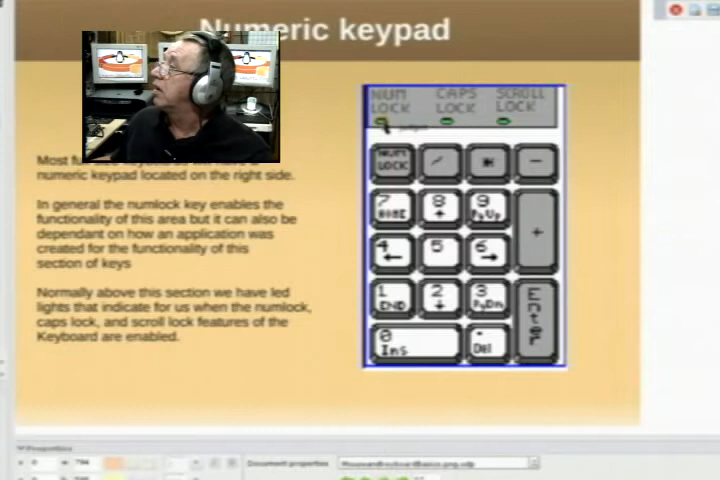 Numeric keypad
numeric keypad located on the right side.
In general the numlock key enables the
functionality of this area but it can also be
dependant on how an application was
created for the functionality of this
section of keys
Normally above this section we have led
lights that indicate for us when the numlock,
caps lock, and scroll lock features of the
Keyboard are enabled.
NUM LOCK CAPS LOCK SCROLL LOCK
NUM LOCK / * -
7 HOME 8 9 PgUp +
4 5 6
1 END 2 3 PgDn Enter
0 Ins . Del
Properties
Document properties